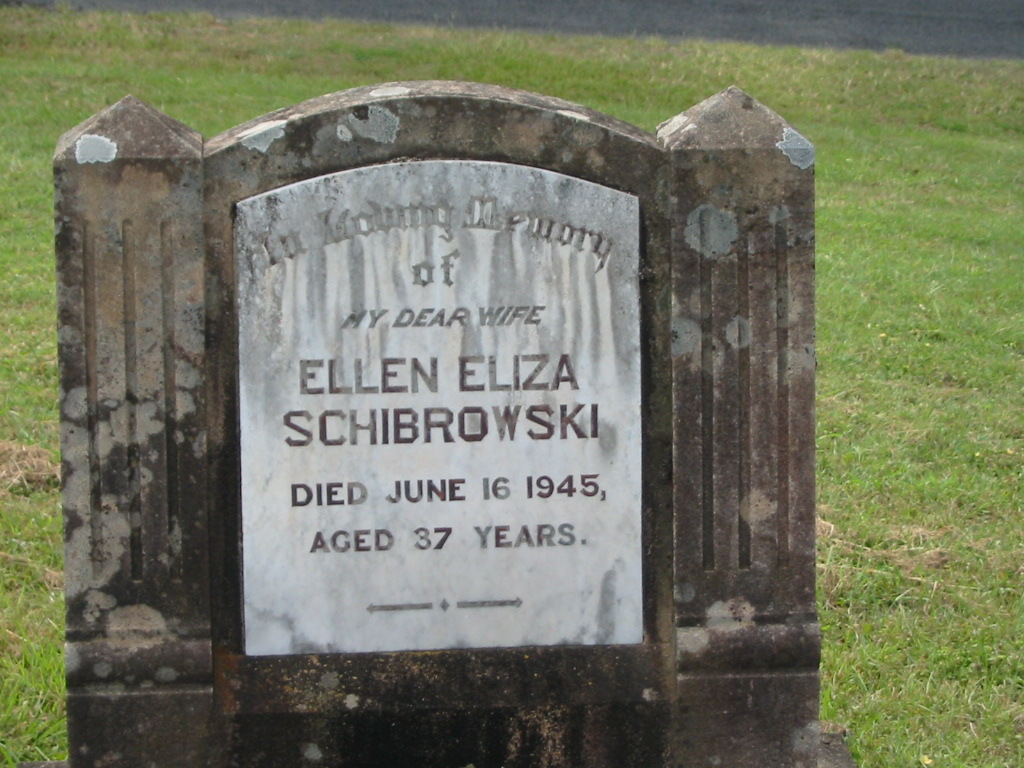 In Loving Memory
of
MY DEAR WIFE
ELLEN ELIZA
SCHIBROWSKI
DIED JUNE 16 1945,
AGED 37 YEARS.